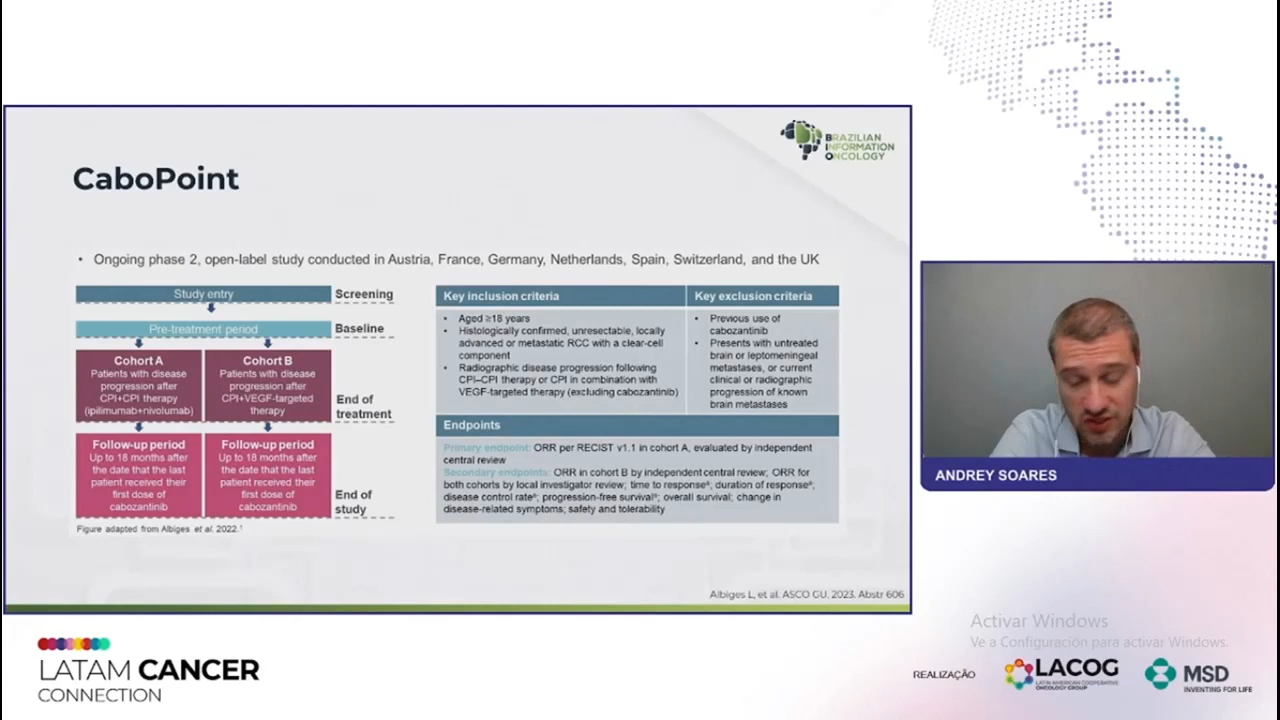 BRAZILIAN
INFORMATION
ONCOLOGY
CaboPoint
• Ongoing phase 2, open-label study conducted in Austria, France, Germany, Netherlands, Spain, Switzerland, and the UK
Study entry
Screening
Pre-treatment period
Baseline
Cohort A
Patients with disease
progression after
CPI+CPI therapy
(ipilimumab+nivolumab)
Cohort B
Patients with disease
progression after
CPI+VEGF-targeted
therapy
End of
treatment
Follow-up period
Up to 18 months after
the date that the last
patient received their
first dose of
cabozantinib
Follow-up period
Up to 18 months after
the date that the last
patient received their
first dose of
cabozantinib
End of
study
Figure adapted from Albiges et al. 2022.¹
Key inclusion criteria
• Aged ≥18 years
• Histologically confirmed, unresectable, locally
advanced or metastatic RCC with a clear-cell
component
• Radiographic disease progression following
CPI–CPI therapy or CPI in combination with
VEGF-targeted therapy (excluding cabozantinib)
Key exclusion criteria
• Previous use of
cabozantinib
• Presents with untreated
brain or leptomeningeal
metastases, or current
clinical or radiographic
progression of known
brain metastases
Endpoints
Primary endpoint: ORR per RECIST v1.1 in cohort A, evaluated by independent
central review
Secondary endpoints: ORR in cohort B by independent central review; ORR for
both cohorts by local investigator review; time to responseᵃ; duration of responseᵃ;
disease control rateᵃ; progression-free survivalᵃ; overall survival; change in
disease-related symptoms; safety and tolerability
Albiges L, et al. ASCO GU, 2023. Abstr 606
ANDREY SOARES
Activar Windows
Ve a Configuración para activar Windows.
LATAM CANCER
CONNECTION
REALIZAÇÃO
LACOG
LATIN AMERICAN COOPERATIVE
ONCOLOGY GROUP
MSD
INVENTING FOR LIFE